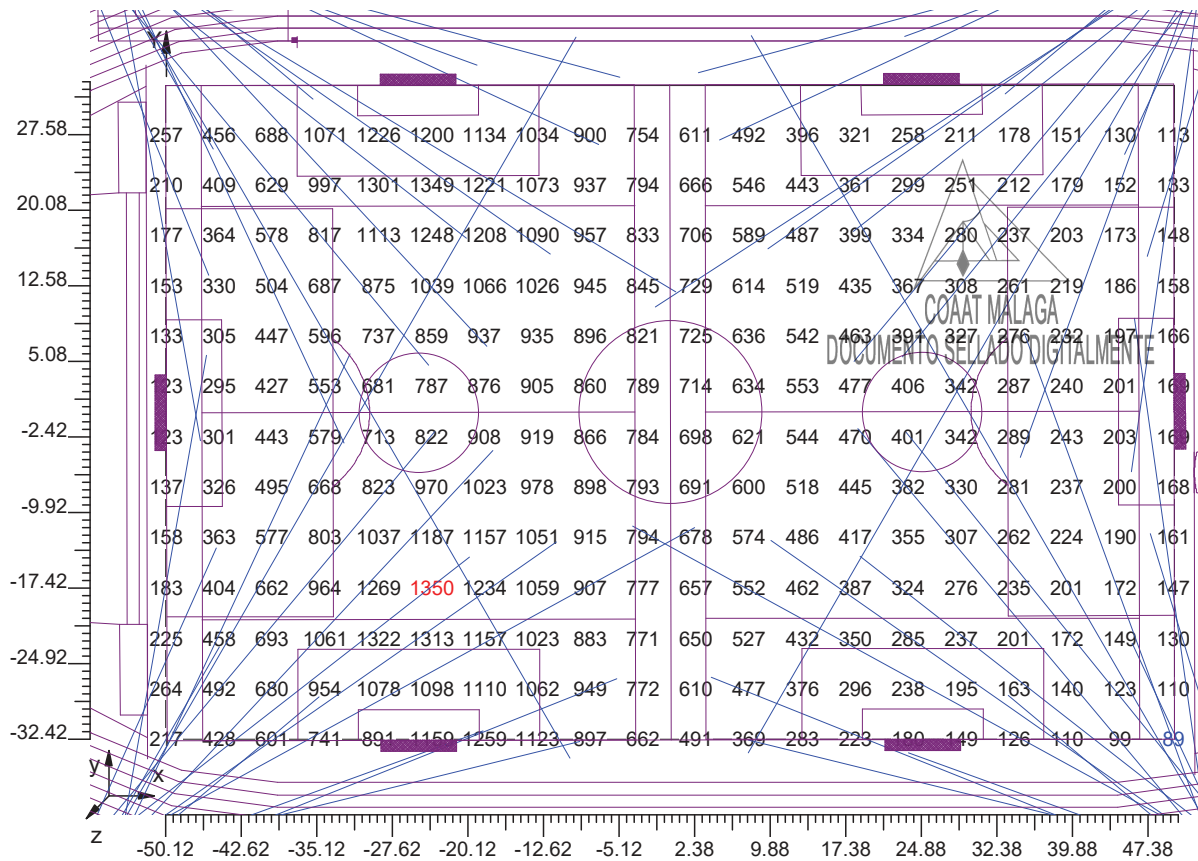 Y
27.58 257 456 688 1071 1226 1200 1134 1034 900 754 611 492 396 321 258 211 178 151 130 113
210 409 629 997 1301 1349 1221 1073 937 794 666 546 443 361 299 251 212 179 152 133
20.08
177 364 578 817 1113 1248 1208 1090 957 833 706 589 487 399 334 280 237 203 173 148
12.58 153 330 504 687 875 1039 1066 1026 945 845 729 614 519 435 367 308 261 219 186 158
COAAT MALAGA
133 305 447 596 737 859 937 935 896 821 725 636 542 463 391 327 276 232 197 166
DOCUMENTO SELLADO DIGITALMENTE
5.08
123 295 427 553 681 787 876 905 860 789 714 634 553 477 406 342 287 240 201 169
-2.42 123 301 443 579 713 822 908 919 866 784 698 621 544 470 401 342 289 243 203 169
137 326 495 668 823 970 1023 978 898 793 691 600 518 445 382 330 281 237 200 168
-9.92
158 363 577 803 1037 1187 1157 1051 915 794 678 574 486 417 355 307 262 224 190 161
-17.42 183 404 662 964 1269 1350 1234 1059 907 777 657 552 462 387 324 276 235 201 172 147
225 458 693 1061 1322 1313 1157 1023 883 771 650 527 432 350 285 237 201 172 149 130
-24.92
264 492 680 954 1078 1098 1110 1062 949 772 610 477 376 296 238 195 163 140 123 110
-32.42 217 428 601 741 891 1159 1259 1123 897 662 491 369 283 223 180 149 126 110 99 89
y
x
z
-50.12 -42.62 -35.12 -27.62 -20.12 -12.62 -5.12 2.38 9.88 17.38 24.88 32.38 39.88 47.38